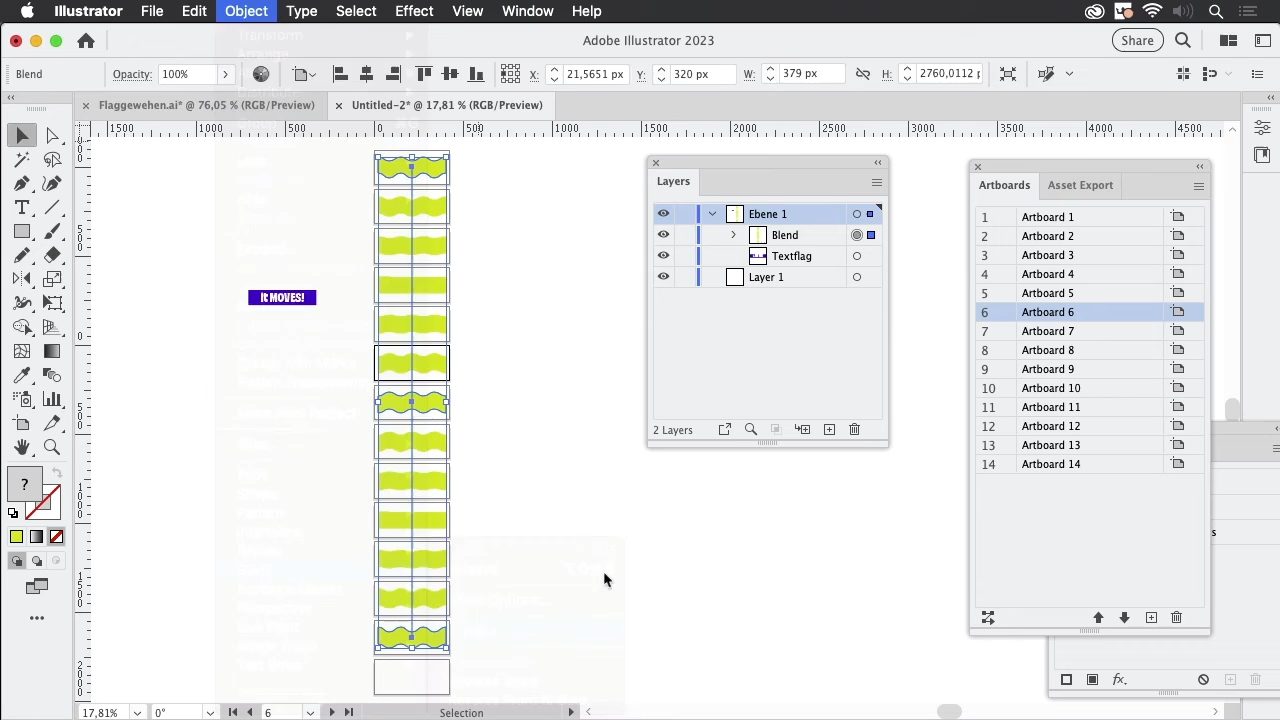 Illustrator File Edit Object Type Select Effect View Window Help
Adobe Illustrator 2023
Share
Blend Opacity: 100% X: 21,5651 px Y: 320 px W: 379 px H: 2760,0112 p
Flaggewehen.ai* @ 76,05 % (RGB/Preview) Untitled-2* @ 17,81 % (RGB/Preview)
1500 1000 500 0 500 1000 1500 2000 2500 3000 3500 4000 4500
Transform
Arrange
IT MOVES!
Layers
Ebene 1
Blend
Textflag
Layer 1
2 Layers
Artboards Asset Export
1 Artboard 1
2 Artboard 2
3 Artboard 3
4 Artboard 4
5 Artboard 5
6 Artboard 6
7 Artboard 7
8 Artboard 8
9 Artboard 9
10 Artboard 10
11 Artboard 11
12 Artboard 12
13 Artboard 13
14 Artboard 14
?
17,81% 0° 6 Selection